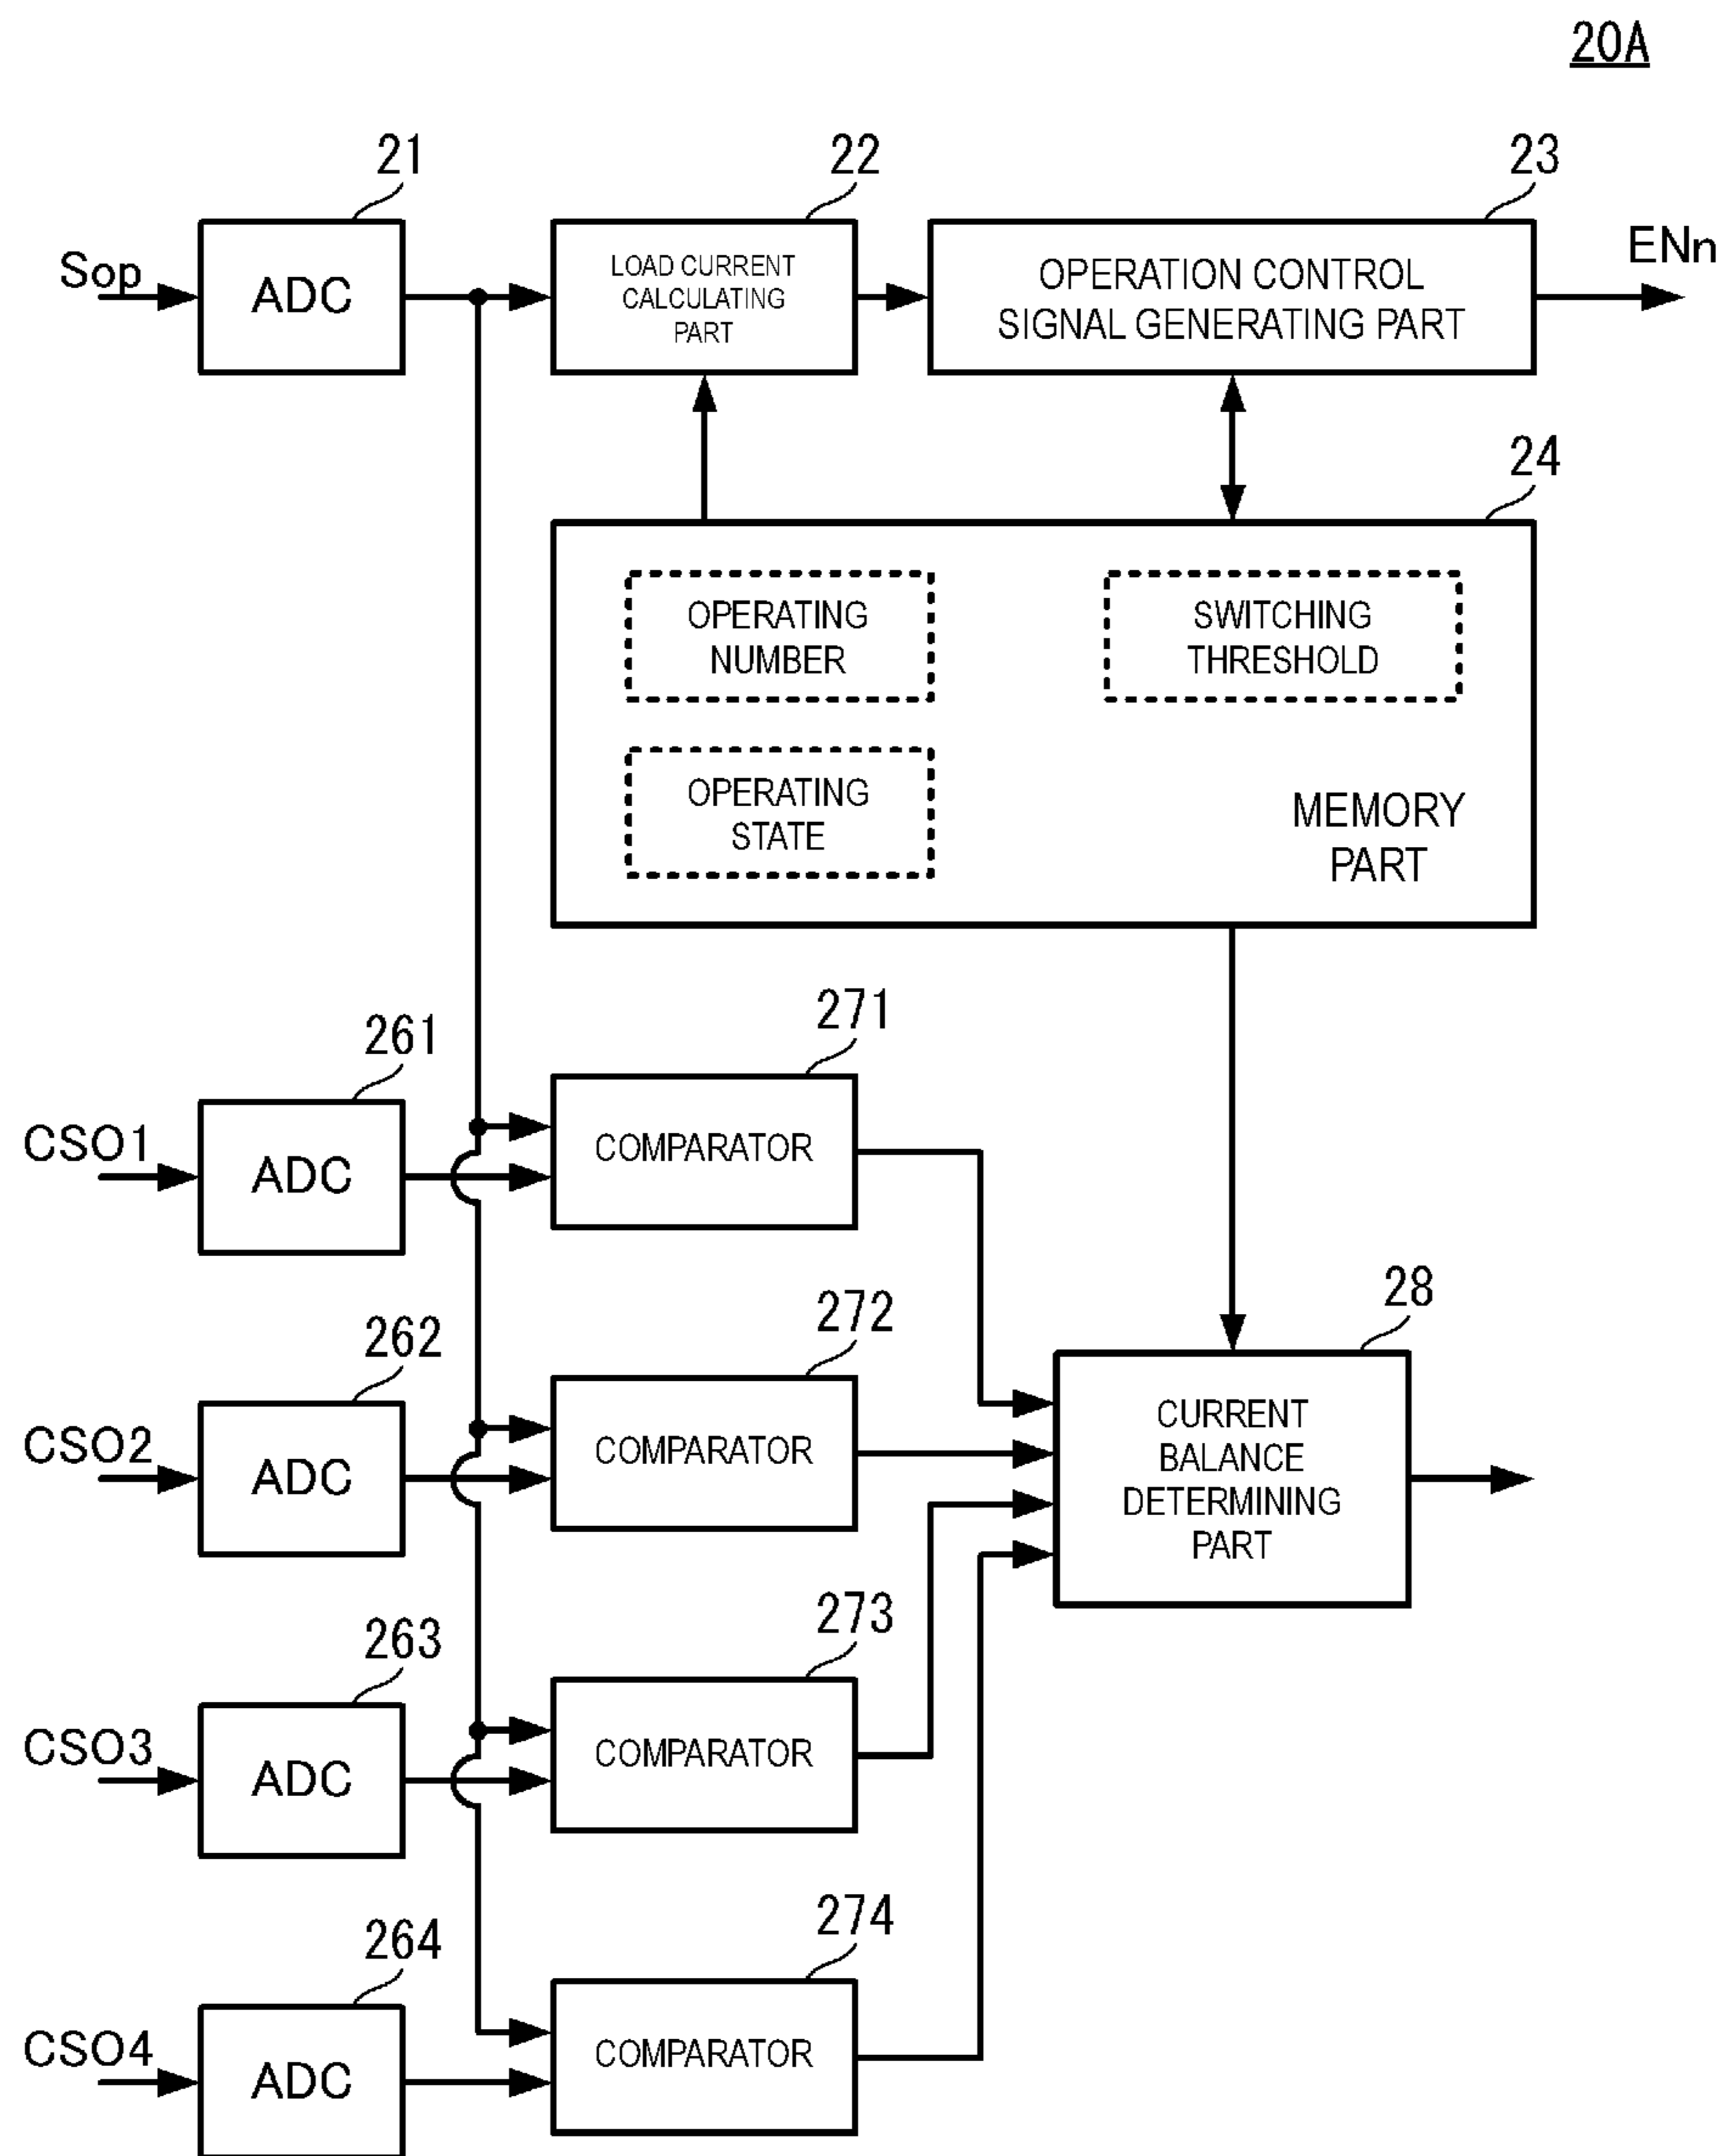 20A
21
22
23
Sop
ADC
LOAD CURRENT
CALCULATING
PART
OPERATION CONTROL
SIGNAL GENERATING PART
ENn
24
OPERATING
NUMBER
SWITCHING
THRESHOLD
OPERATING
STATE
MEMORY
PART
261
271
CSO1
ADC
COMPARATOR
262
272
28
CSO2
ADC
COMPARATOR
CURRENT
BALANCE
DETERMINING
PART
263
273
CSO3
ADC
COMPARATOR
264
274
CSO4
ADC
COMPARATOR